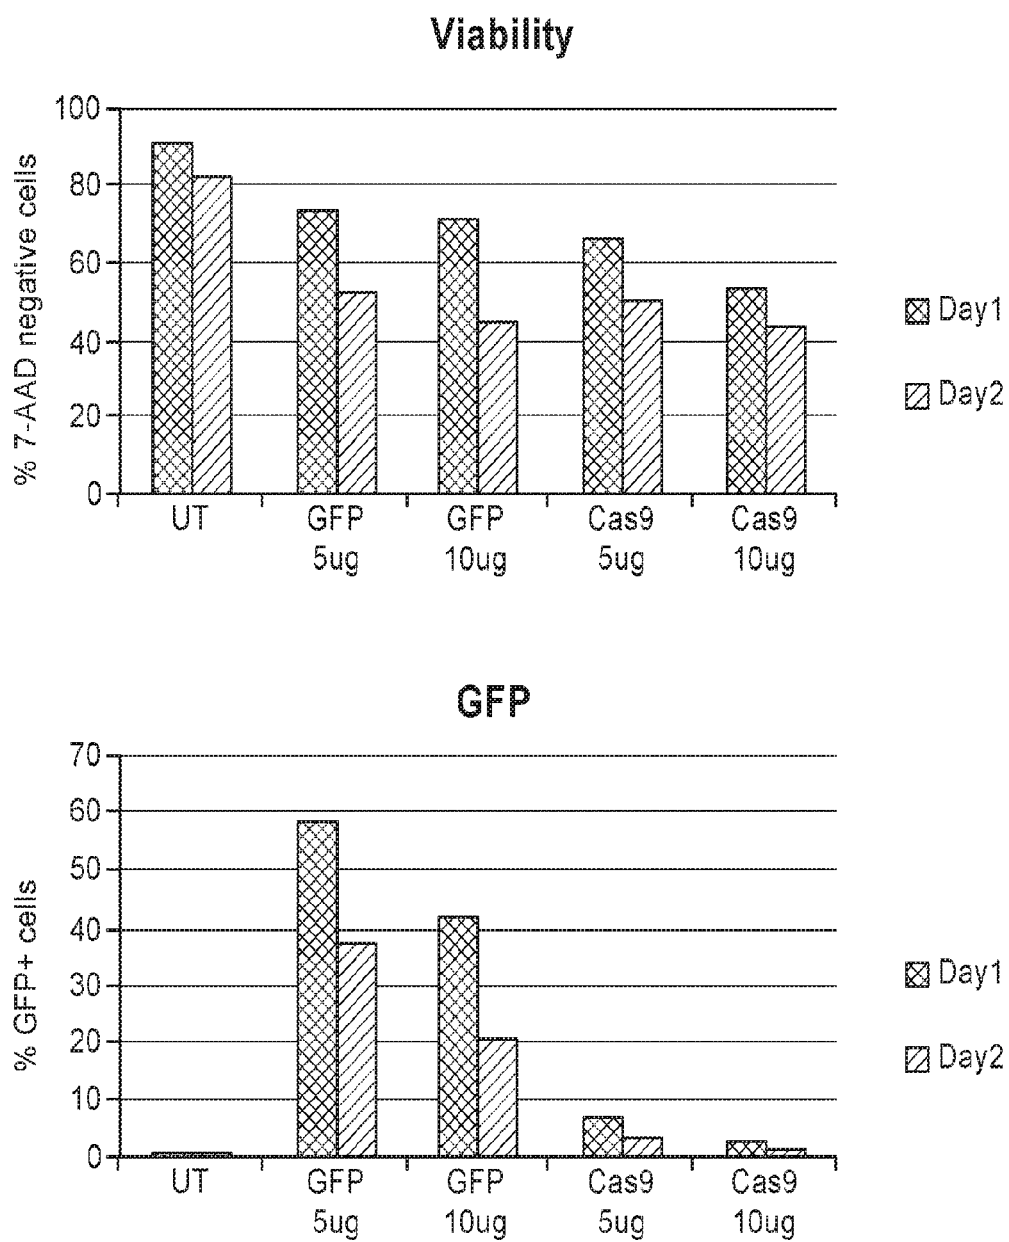 Viability
% 7-AAD negative cells
100
80
60
40
20
0
UT
GFP
5ug
GFP
10ug
Cas9
5ug
Cas9
10ug
Day1
Day2
GFP
% GFP+ cells
70
60
50
40
30
20
10
0
UT
GFP
5ug
GFP
10ug
Cas9
5ug
Cas9
10ug
Day1
Day2